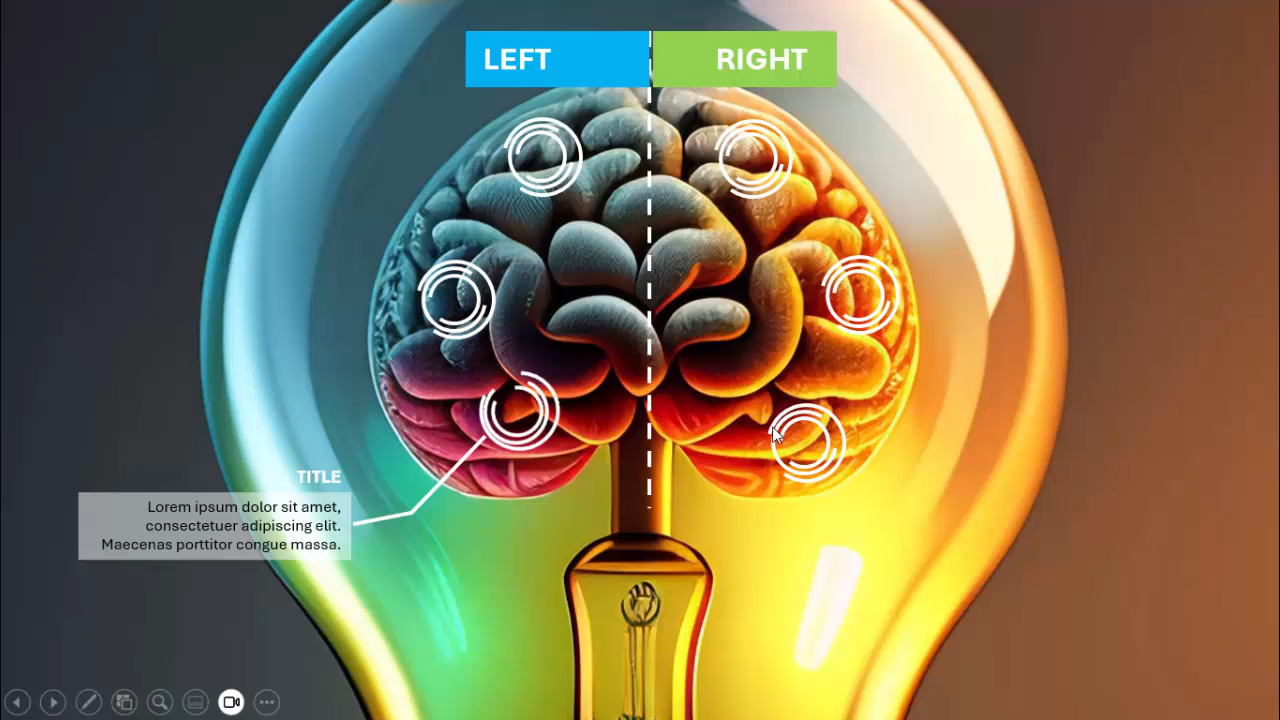 LEFT
RIGHT
TITLE
Lorem ipsum dolor sit amet,
consectetuer adipiscing elit.
Maecenas porttitor congue massa.